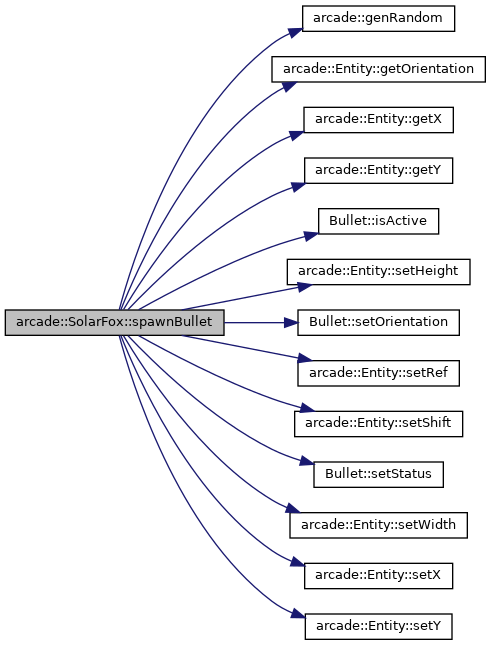 arcade::genRandom
arcade::Entity::getOrientation
arcade::Entity::getX
arcade::Entity::getY
Bullet::isActive
arcade::Entity::setHeight
arcade::SolarFox::spawnBullet
Bullet::setOrientation
arcade::Entity::setRef
arcade::Entity::setShift
Bullet::setStatus
arcade::Entity::setWidth
arcade::Entity::setX
arcade::Entity::setY